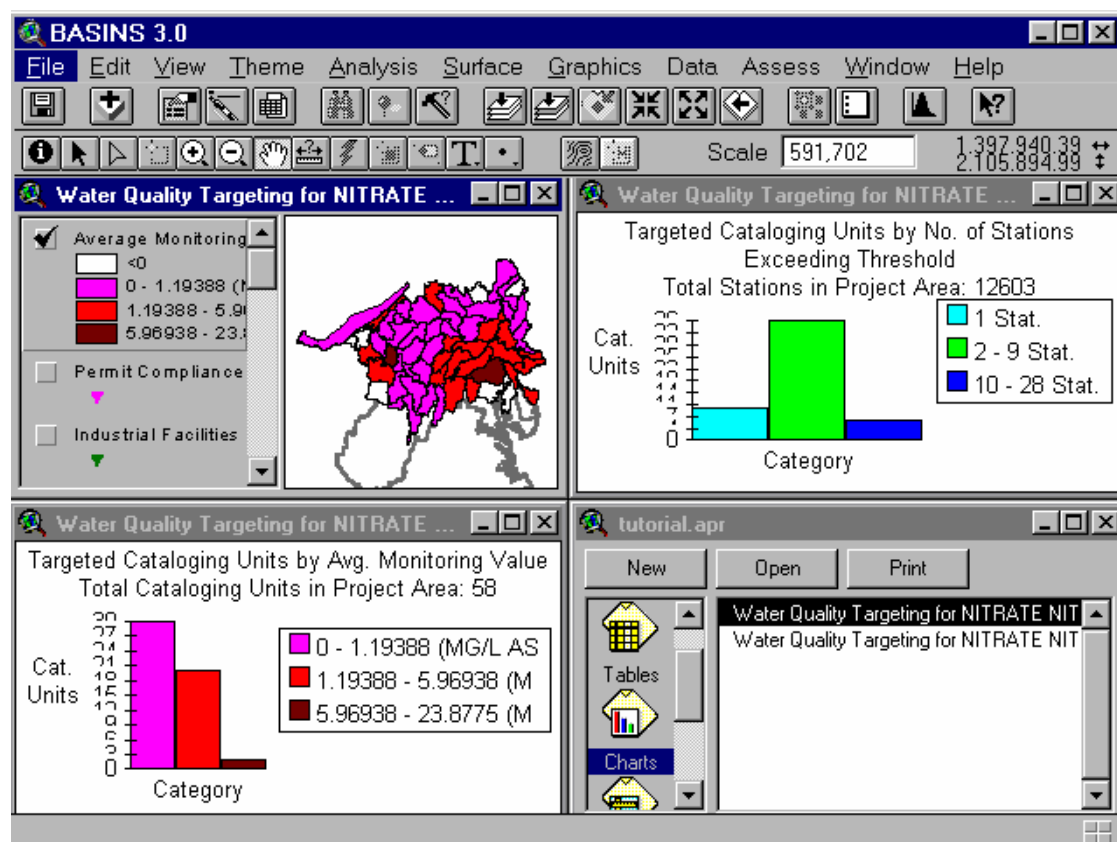 BASINS 3.0
File Edit View Theme Analysis Surface Graphics Data Assess Window Help
Scale 591,702
1,397,940.39
2,105,894.99
Water Quality Targeting for NITRATE ...
Average Monitoring
<0
0 - 1.19388 (M
1.19388 - 5.9
5.96938 - 23.
Permit Compliance
Industrial Facilities
Water Quality Targeting for NITRATE ...
Targeted Cataloging Units by No. of Stations
Exceeding Threshold
Total Stations in Project Area: 12603
Cat.
Units
0
1 Stat.
2 - 9 Stat.
10 - 28 Stat.
Category
Water Quality Targeting for NITRATE ...
Targeted Cataloging Units by Avg. Monitoring Value
Total Cataloging Units in Project Area: 58
Cat.
Units
0
0 - 1.19388 (MG/L AS
1.19388 - 5.96938 (M
5.96938 - 23.8775 (M
Category
tutorial.apr
New Open Print
Tables
Charts
Water Quality Targeting for NITRATE NIT
Water Quality Targeting for NITRATE NIT